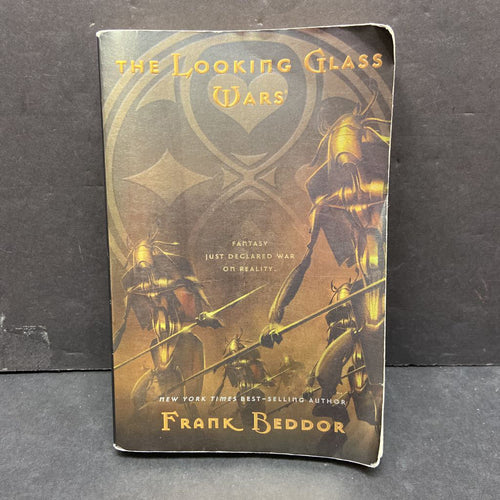 THE LOOKING GLASS
WARS
FANTASY
JUST DECLARED WAR
ON REALITY.
NEW YORK TIMES BEST-SELLING AUTHOR
FRANK BEDDOR